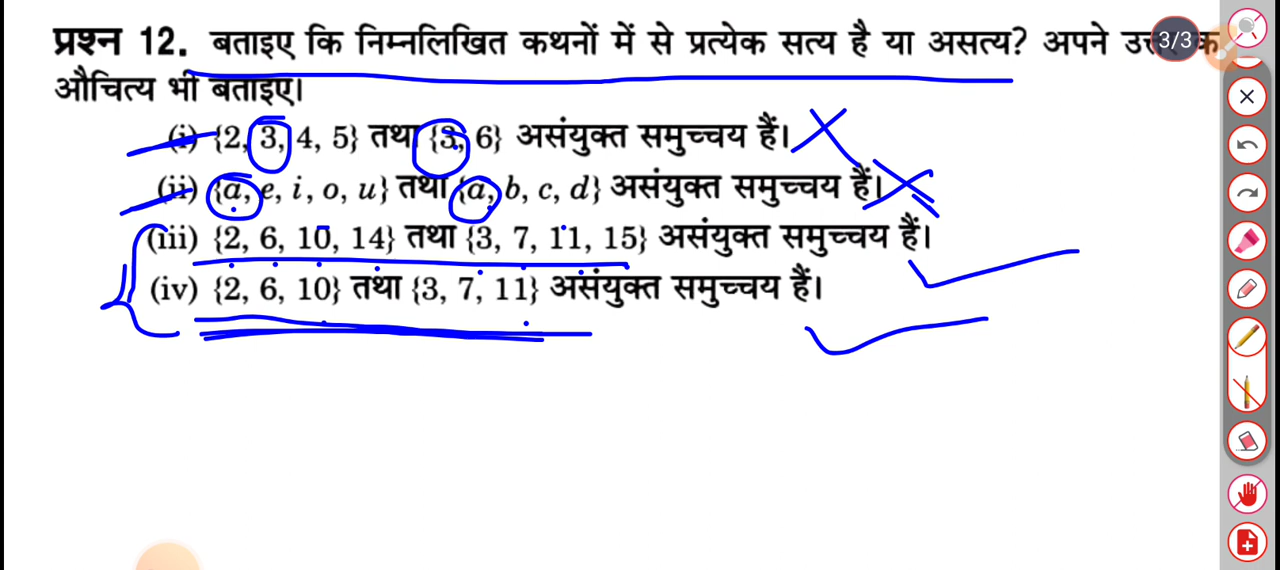 प्रश्न 12. बताइए कि निम्नलिखित कथनों में से प्रत्येक सत्य है या असत्य? अपने
3/3
औचित्य भी बताइए।
(i) {2, 3, 4, 5} तथा {3, 6} असंयुक्त समुच्चय हैं।
(ii) {a, e, i, o, u} तथा {a, b, c, d} असंयुक्त समुच्चय हैं।
(iii) {2, 6, 10, 14} तथा {3, 7, 11, 15} असंयुक्त समुच्चय हैं।
(iv) {2, 6, 10} तथा {3, 7, 11} असंयुक्त समुच्चय हैं।